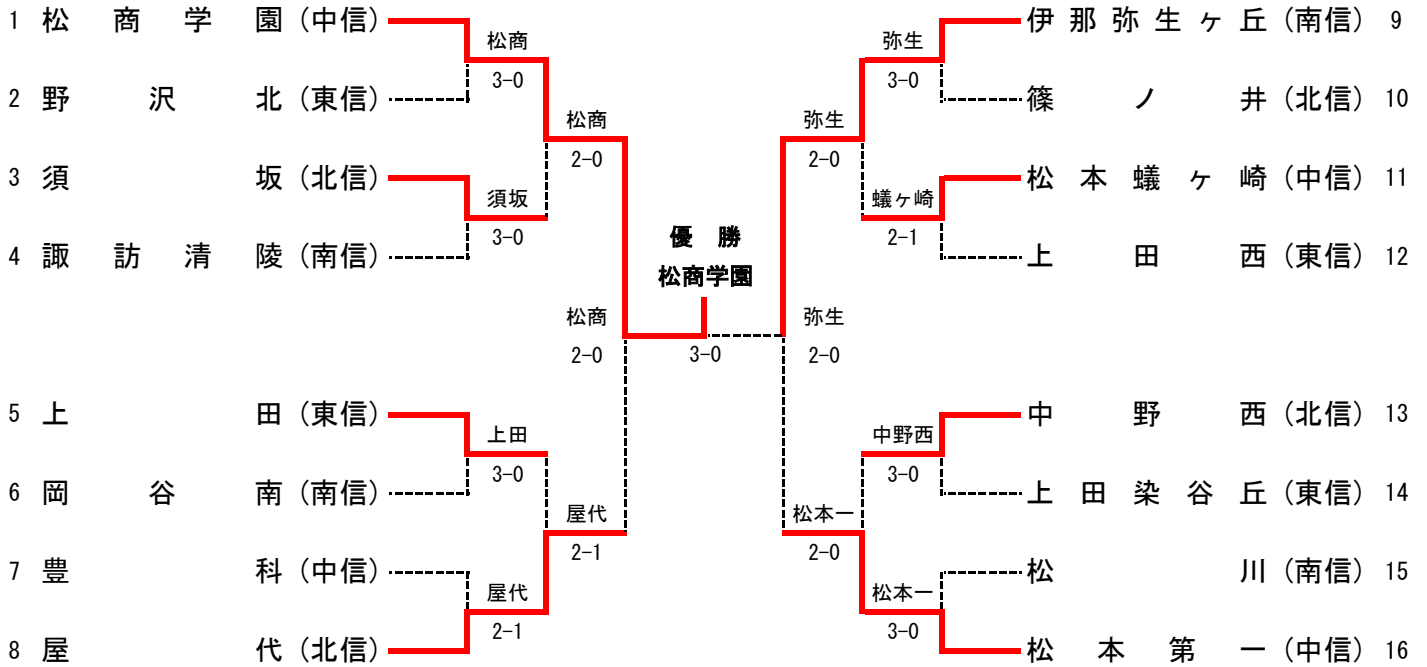 1 松商学園(中信)
松商
3-0
2 野沢北(東信)
松商
2-0
3 須坂(北信)
須坂
3-0
4 諏訪清陵(南信)
松商
2-0
5 上田(東信)
上田
3-0
6 岡谷南(南信)
屋代
2-1
7 豊科(中信)
屋代
2-1
8 屋代(北信)
優勝
松商学園
3-0
伊那弥生ヶ丘(南信) 9
弥生
3-0
篠ノ井(北信) 10
弥生
2-0
松本蟻ヶ崎(中信) 11
蟻ヶ崎
2-1
上田西(東信) 12
弥生
2-0
中野西(北信) 13
中野西
3-0
上田染谷丘(東信) 14
松本一
2-0
松川(南信) 15
松本一
3-0
松本第一(中信) 16